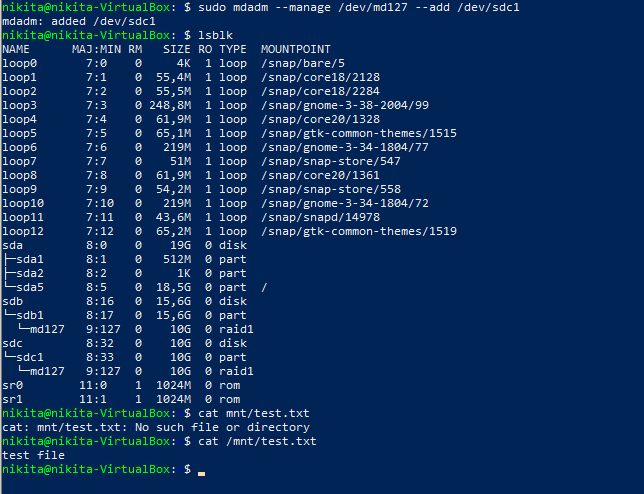 nikita@nikita-VirtualBox: $ sudo mdadm --manage /dev/md127 --add /dev/sdc1
mdadm: added /dev/sdc1
nikita@nikita-VirtualBox: $ lsblk
NAME      MAJ:MIN RM   SIZE RO TYPE  MOUNTPOINT
loop0       7:0    0     4K  1 loop  /snap/bare/5
loop1       7:1    0  55,4M  1 loop  /snap/core18/2128
loop2       7:2    0  55,5M  1 loop  /snap/core18/2284
loop3       7:3    0 248,8M  1 loop  /snap/gnome-3-38-2004/99
loop4       7:4    0  61,9M  1 loop  /snap/core20/1328
loop5       7:5    0  65,1M  1 loop  /snap/gtk-common-themes/1515
loop6       7:6    0   219M  1 loop  /snap/gnome-3-34-1804/77
loop7       7:7    0    51M  1 loop  /snap/snap-store/547
loop8       7:8    0  61,9M  1 loop  /snap/core20/1361
loop9       7:9    0  54,2M  1 loop  /snap/snap-store/558
loop10      7:10   0   219M  1 loop  /snap/gnome-3-34-1804/72
loop11      7:11   0  43,6M  1 loop  /snap/snapd/14978
loop12      7:12   0  65,2M  1 loop  /snap/gtk-common-themes/1519
sda         8:0    0    19G  0 disk
├─sda1      8:1    0   512M  0 part
├─sda2      8:2    0     1K  0 part
└─sda5      8:5    0  18,5G  0 part  /
sdb         8:16   0  15,6G  0 disk
└─sdb1      8:17   0  15,6G  0 part
  └─md127   9:127  0    10G  0 raid1
sdc         8:32   0    10G  0 disk
└─sdc1      8:33   0    10G  0 part
  └─md127   9:127  0    10G  0 raid1
sr0        11:0    1  1024M  0 rom
sr1        11:1    1  1024M  0 rom
nikita@nikita-VirtualBox: $ cat mnt/test.txt
cat: mnt/test.txt: No such file or directory
nikita@nikita-VirtualBox: $ cat /mnt/test.txt
test file
nikita@nikita-VirtualBox: $